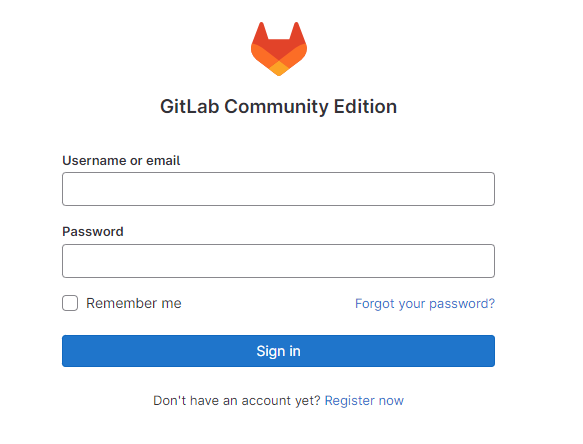 GitLab Community Edition
Username or email
Password
Remember me Forgot your password?
Sign in
Don't have an account yet? Register now